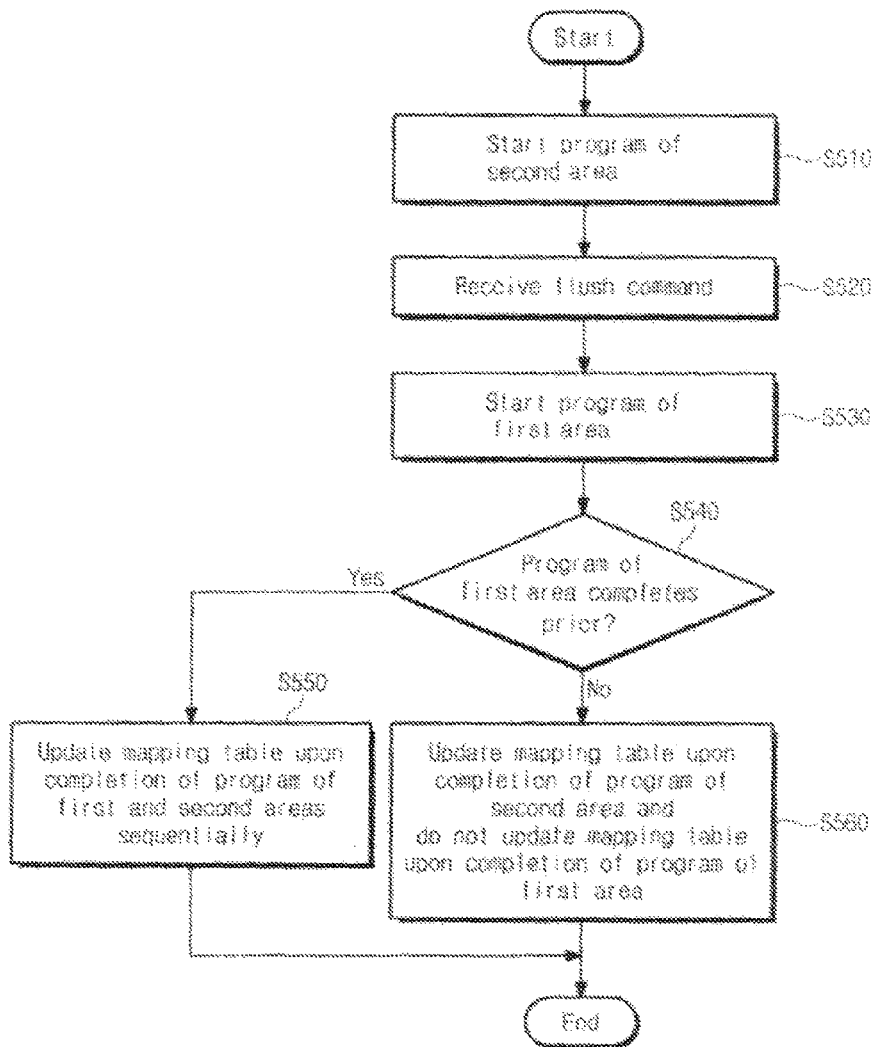 Start
Start program of
second area
S510
Receive flush command
S520
Start program of
first area
S530
S540
Program of
first area completes
prior?
Yes
No
S550
Update mapping table upon
completion of program of
first and second areas
sequentially
Update mapping table upon
completion of program of
second area and
do not update mapping table
upon completion of program of
first area
S560
End